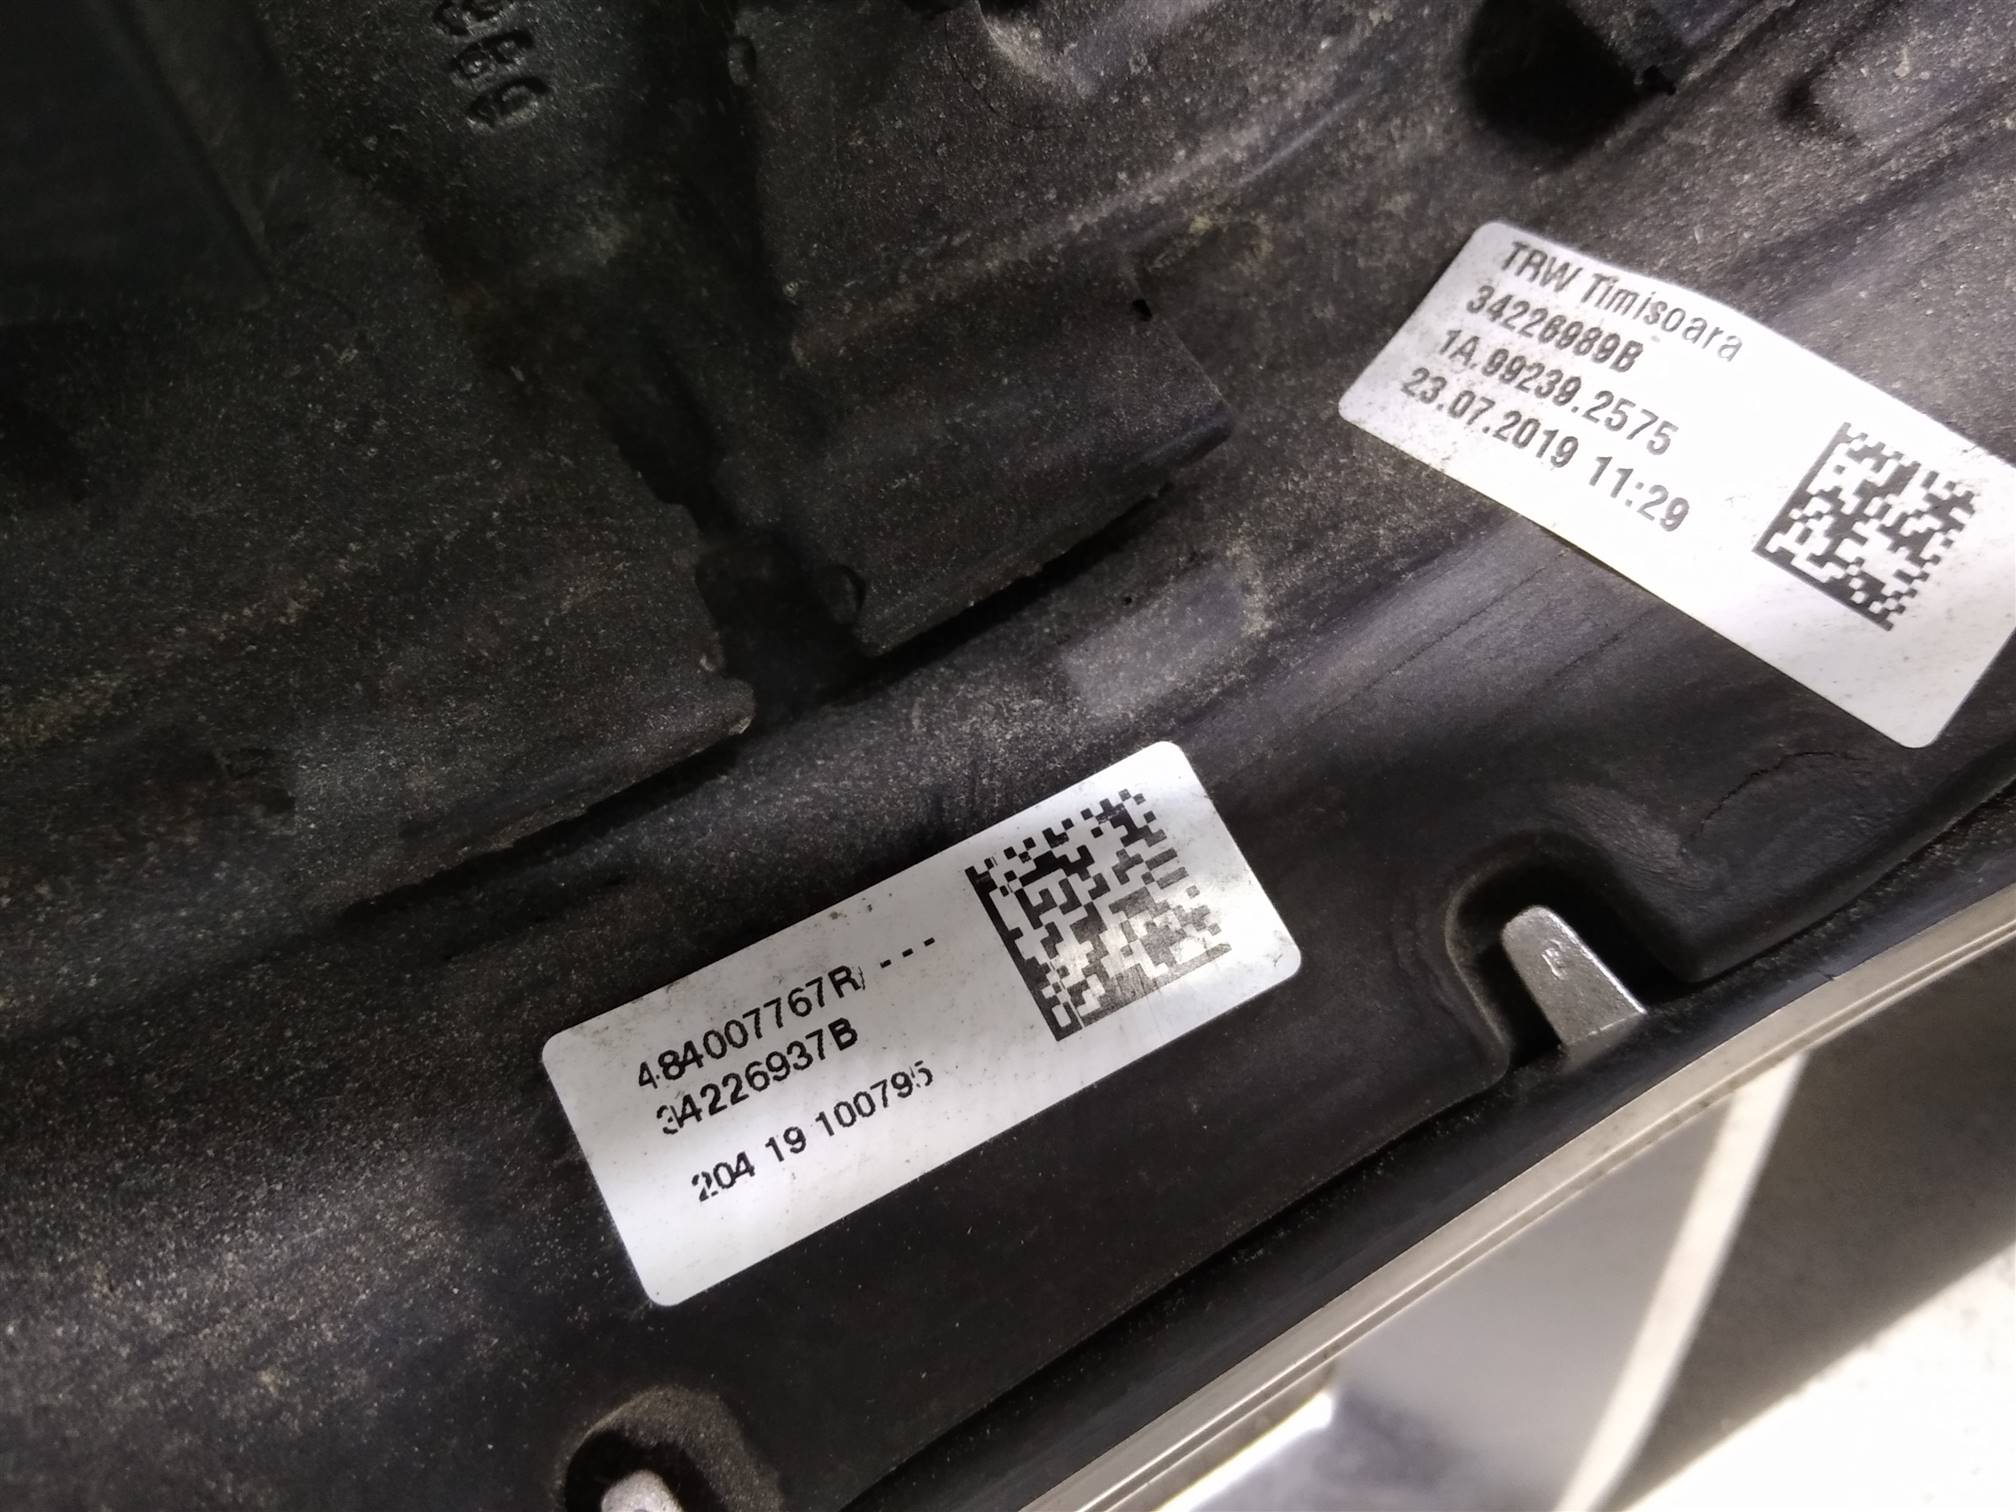 TRW Timisoara
34226989B
1A.99239.2575
23.07.2019 11:29
484007767R/ ---
34226937B
204 19 100795